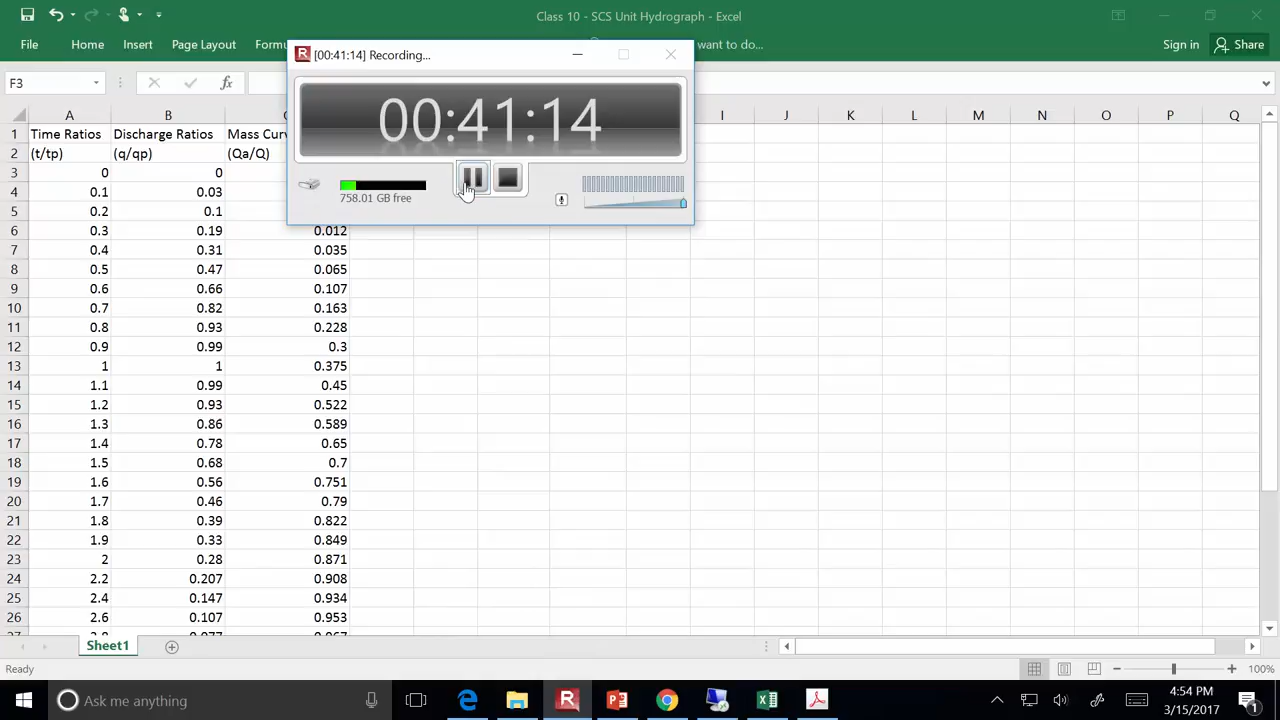 Class 10 - SCS Unit Hydrograph - Excel
File Home Insert Page Layout Formu want to do... Sign in Share
[00:41:14] Recording...
F3
00:41:14
758.01 GB free
A B C I J K L M N O P Q
1 Time Ratios Discharge Ratios Mass Curv
2 (t/tp) (q/qp) (Qa/Q)
3 0 0
4 0.1 0.03
5 0.2 0.1
6 0.3 0.19 0.012
7 0.4 0.31 0.035
8 0.5 0.47 0.065
9 0.6 0.66 0.107
10 0.7 0.82 0.163
11 0.8 0.93 0.228
12 0.9 0.99 0.3
13 1 1 0.375
14 1.1 0.99 0.45
15 1.2 0.93 0.522
16 1.3 0.86 0.589
17 1.4 0.78 0.65
18 1.5 0.68 0.7
19 1.6 0.56 0.751
20 1.7 0.46 0.79
21 1.8 0.39 0.822
22 1.9 0.33 0.849
23 2 0.28 0.871
24 2.2 0.207 0.908
25 2.4 0.147 0.934
26 2.6 0.107 0.953
Sheet1
Ready 100%
Ask me anything
4:54 PM
3/15/2017
1